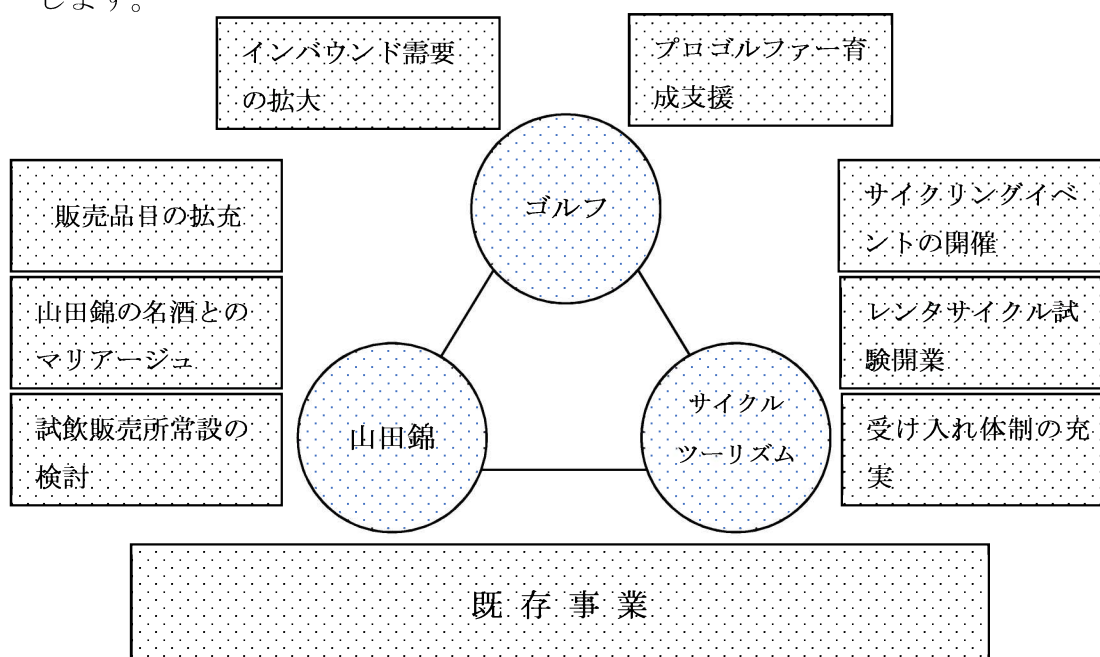 します。
インバウンド需要
の拡大
プロゴルファー育
成支援
ゴルフ
販売品目の拡充
山田錦の名酒との
マリアージュ
試飲販売所常設の
検討
サイクリングイベ
ントの開催
レンタサイクル試
験開業
受け入れ体制の充
実
山田錦
サイクル
ツーリズム
既存事業